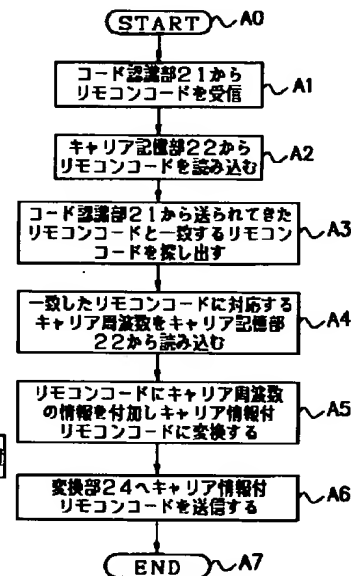 START A0
コード認識部21から
リモコンコードを受信 A1
キャリア記憶部22から
リモコンコードを読み込む A2
コード認識部21から送られてきた
リモコンコードと一致するリモコン
コードを探し出す A3
一致したリモコンコードに対応する
キャリア周波数をキャリア記憶部
22から読み込む A4
リモコンコードにキャリア周波数
の情報を付加しキャリア情報付
リモコンコードに変換する A5
変換部24へキャリア情報付
リモコンコードを送信する A6
END A7